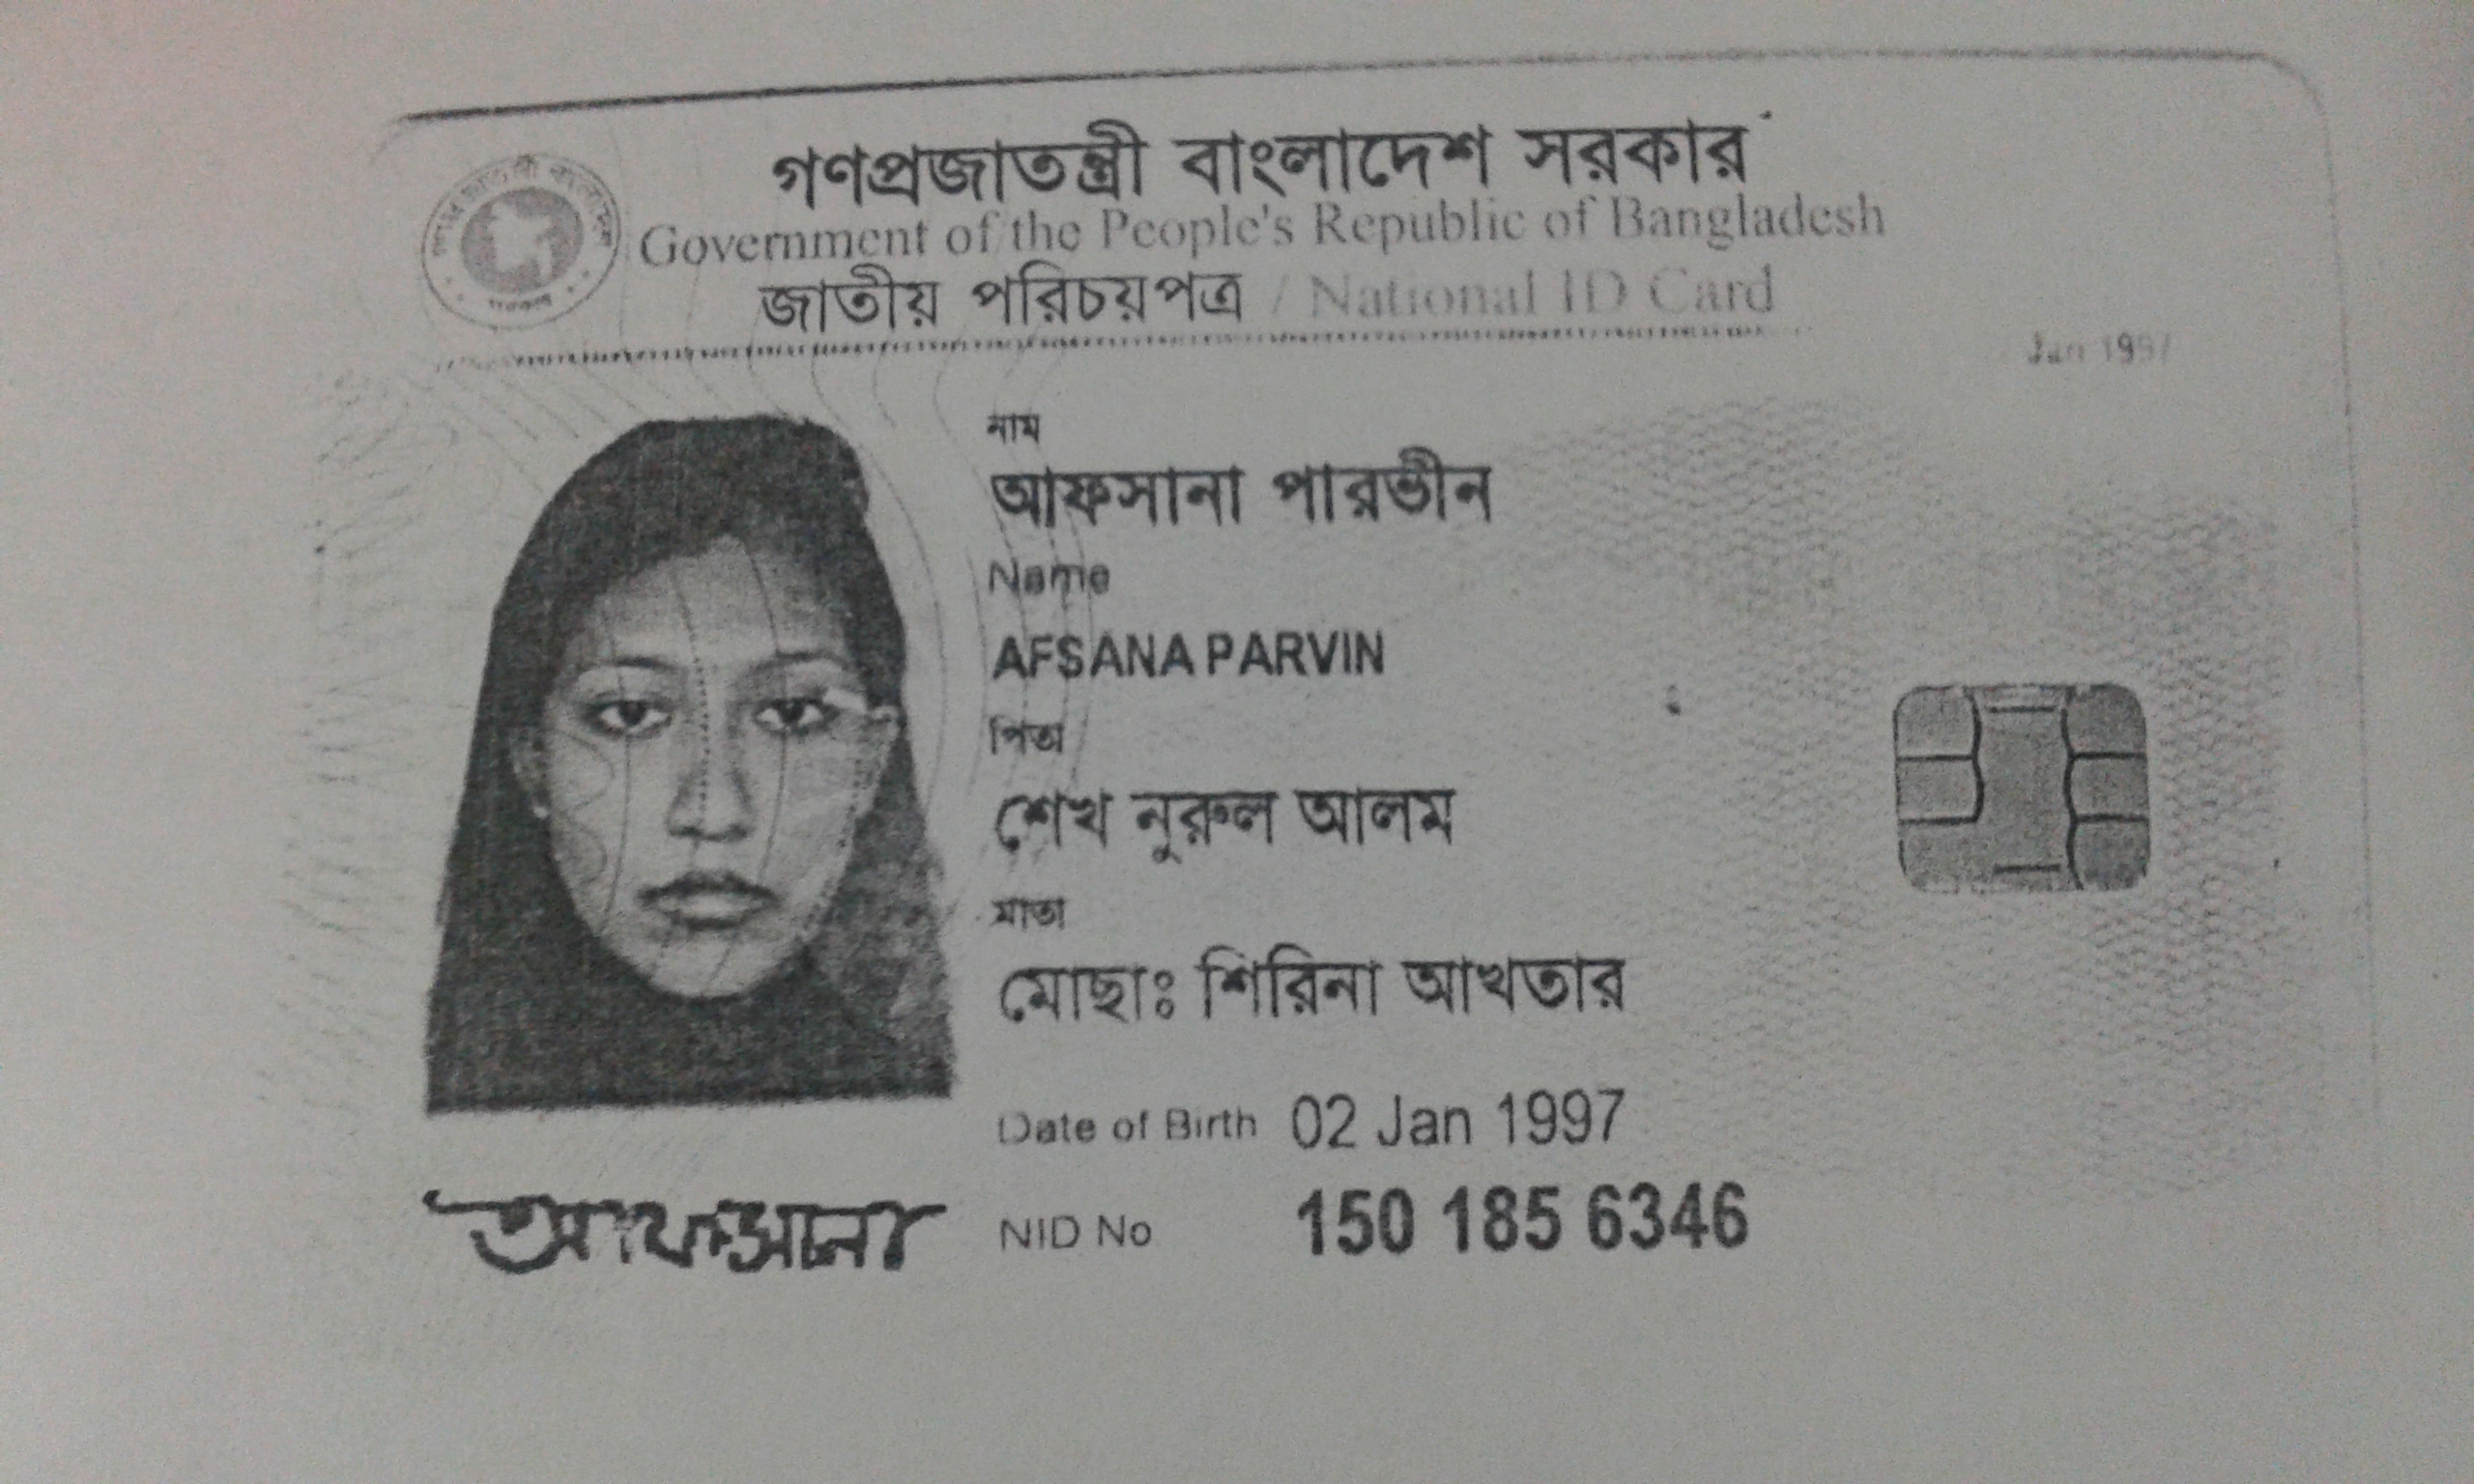 গণপ্রজাতন্ত্রী বাংলাদেশ সরকার
Government of the People's Republic of Bangladesh
জাতীয় পরিচয়পত্র / National ID Card
Jan 1997
নাম
আফসানা পারভীন
Name
AFSANA PARVIN
পিতা
শেখ নুরুল আলম
মাতা
মোছাঃ শিরিনা আখতার
Date of Birth 02 Jan 1997
আফসানা
NID No 150 185 6346